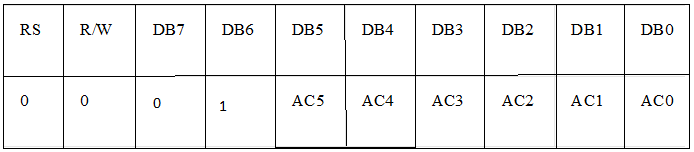 RS R/W DB7 DB6 DB5 DB4 DB3 DB2 DB1 DB0
0 0 0 1 AC5 AC4 AC3 AC2 AC1 AC0